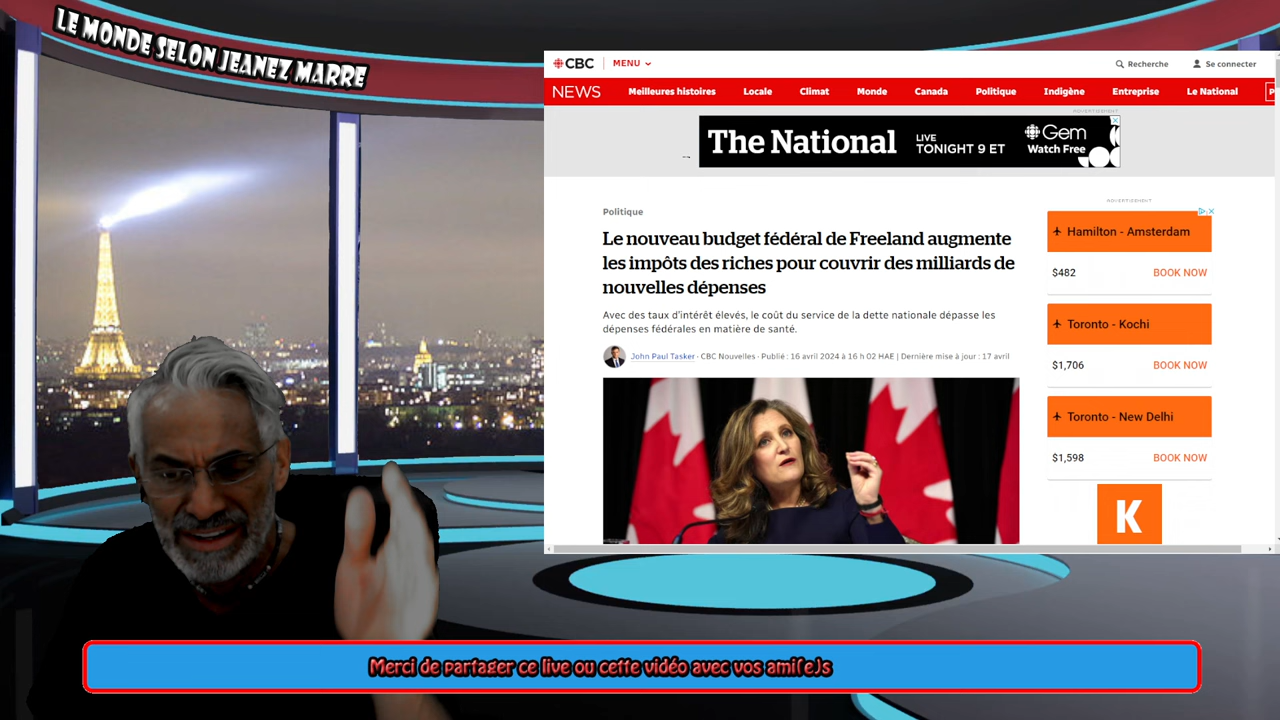 LE MONDE SELON JEANEZ MARRE
CBC
MENU
Recherche
Se connecter
NEWS
Meilleures histoires
Locale
Climat
Monde
Canada
Politique
Indigène
Entreprise
Le National
P
ADVERTISEMENT
The National
LIVE
TONIGHT 9 ET
Gem
Watch Free
ADVERTISEMENT
Politique
Le nouveau budget fédéral de Freeland augmente
les impôts des riches pour couvrir des milliards de
nouvelles dépenses
Avec des taux d'intérêt élevés, le coût du service de la dette nationale dépasse les
dépenses fédérales en matière de santé.
John Paul Tasker · CBC Nouvelles · Publié : 16 avril 2024 à 16 h 02 HAE | Dernière mise à jour : 17 avril
Hamilton - Amsterdam
$482
BOOK NOW
Toronto - Kochi
$1,706
BOOK NOW
Toronto - New Delhi
$1,598
BOOK NOW
K
Merci de partager ce live ou cette vidéo avec vos ami(e)s